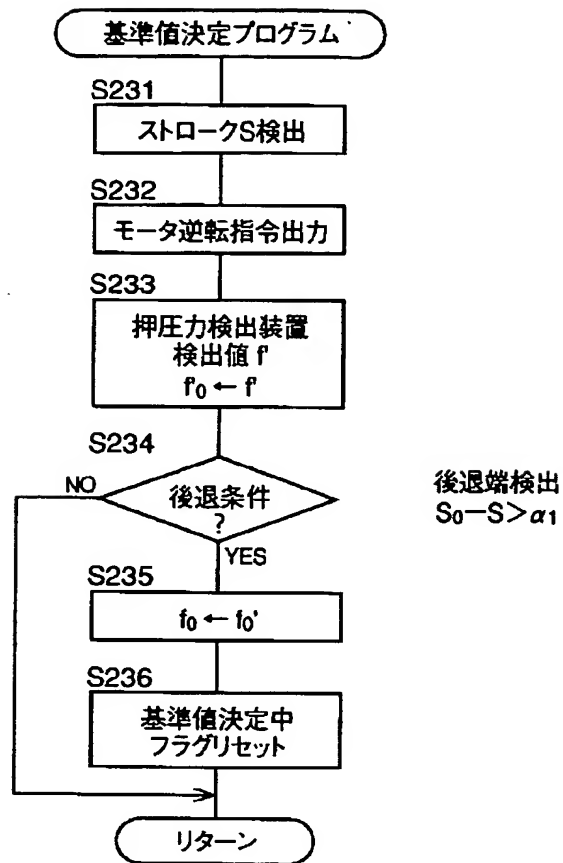 基準値決定プログラム
S231
ストロークS検出
S232
モータ逆転指令出力
S233
押圧力検出装置
検出値 f'
f'0 ← f'
S234
NO
後退条件
?
後退端検出
S0−S>α1
YES
S235
f0 ← f0'
S236
基準値決定中
フラグリセット
リターン